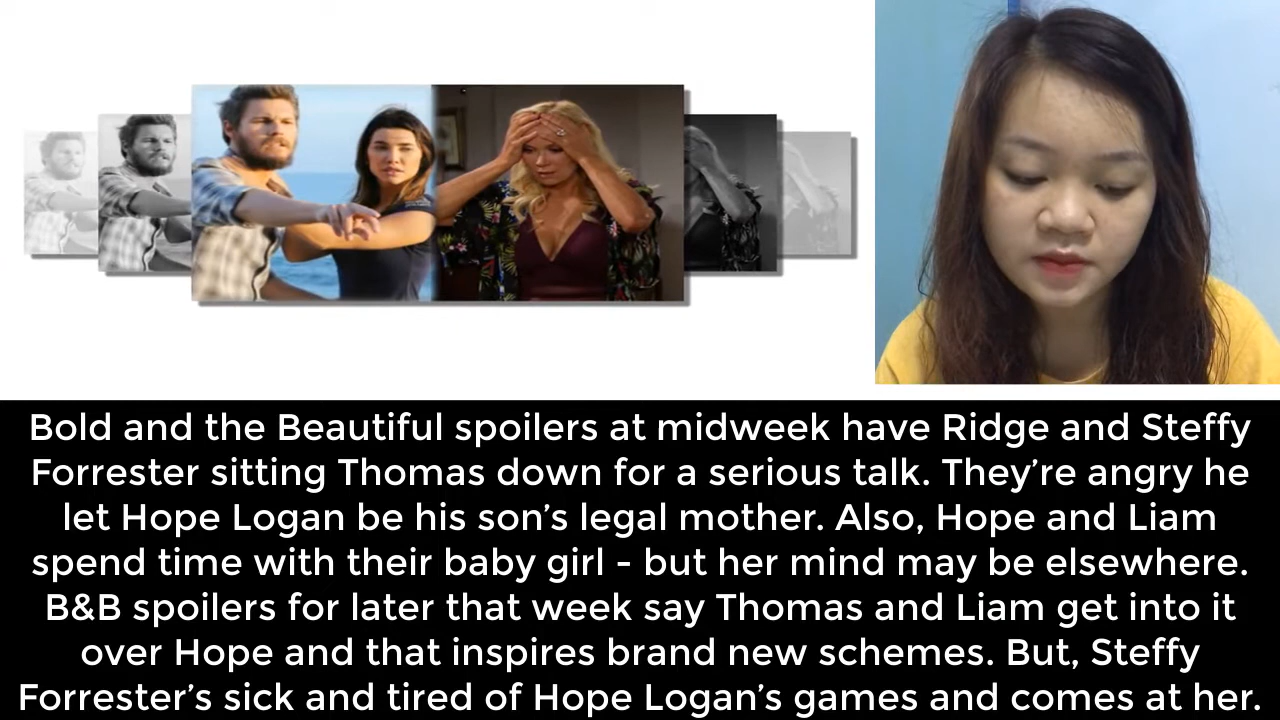 Bold and the Beautiful spoilers at midweek have Ridge and Steffy
Forrester sitting Thomas down for a serious talk. They’re angry he
let Hope Logan be his son’s legal mother. Also, Hope and Liam
spend time with their baby girl - but her mind may be elsewhere.
B&B spoilers for later that week say Thomas and Liam get into it
over Hope and that inspires brand new schemes. But, Steffy
Forrester’s sick and tired of Hope Logan’s games and comes at her.